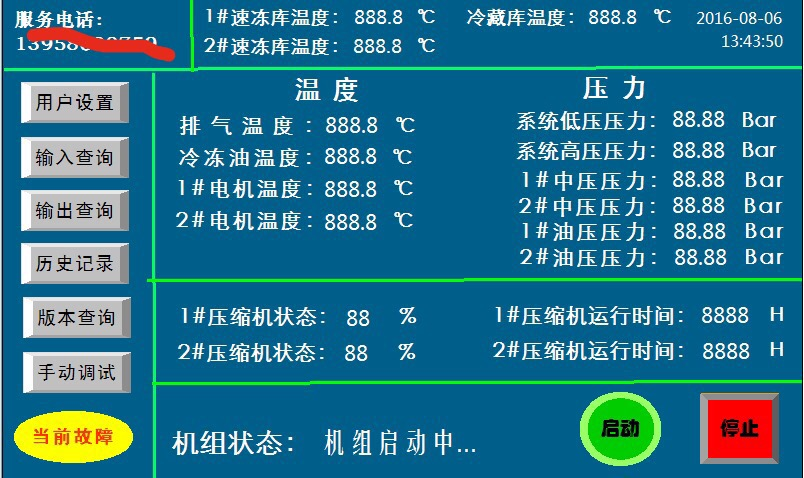 服务电话：
1#速冻库温度： 888.8 ℃
冷藏库温度： 888.8 ℃
2016-08-06
2#速冻库温度： 888.8 ℃
13:43:50
用户设置
输入查询
输出查询
历史记录
版本查询
手动调试
当前故障
温度
排气温度：888.8 ℃
冷冻油温度：888.8 ℃
1#电机温度：888.8 ℃
2#电机温度：888.8 ℃
压力
系统低压压力： 88.88 Bar
系统高压压力： 88.88 Bar
1#中压压力： 88.88 Bar
2#中压压力： 88.88 Bar
1#油压压力： 88.88 Bar
2#油压压力： 88.88 Bar
1#压缩机状态： 88 %
2#压缩机状态： 88 %
1#压缩机运行时间： 8888 H
2#压缩机运行时间： 8888 H
机组状态： 机组启动中...
启动
停止